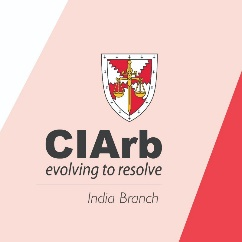 CIArb
evolving to resolve
India Branch